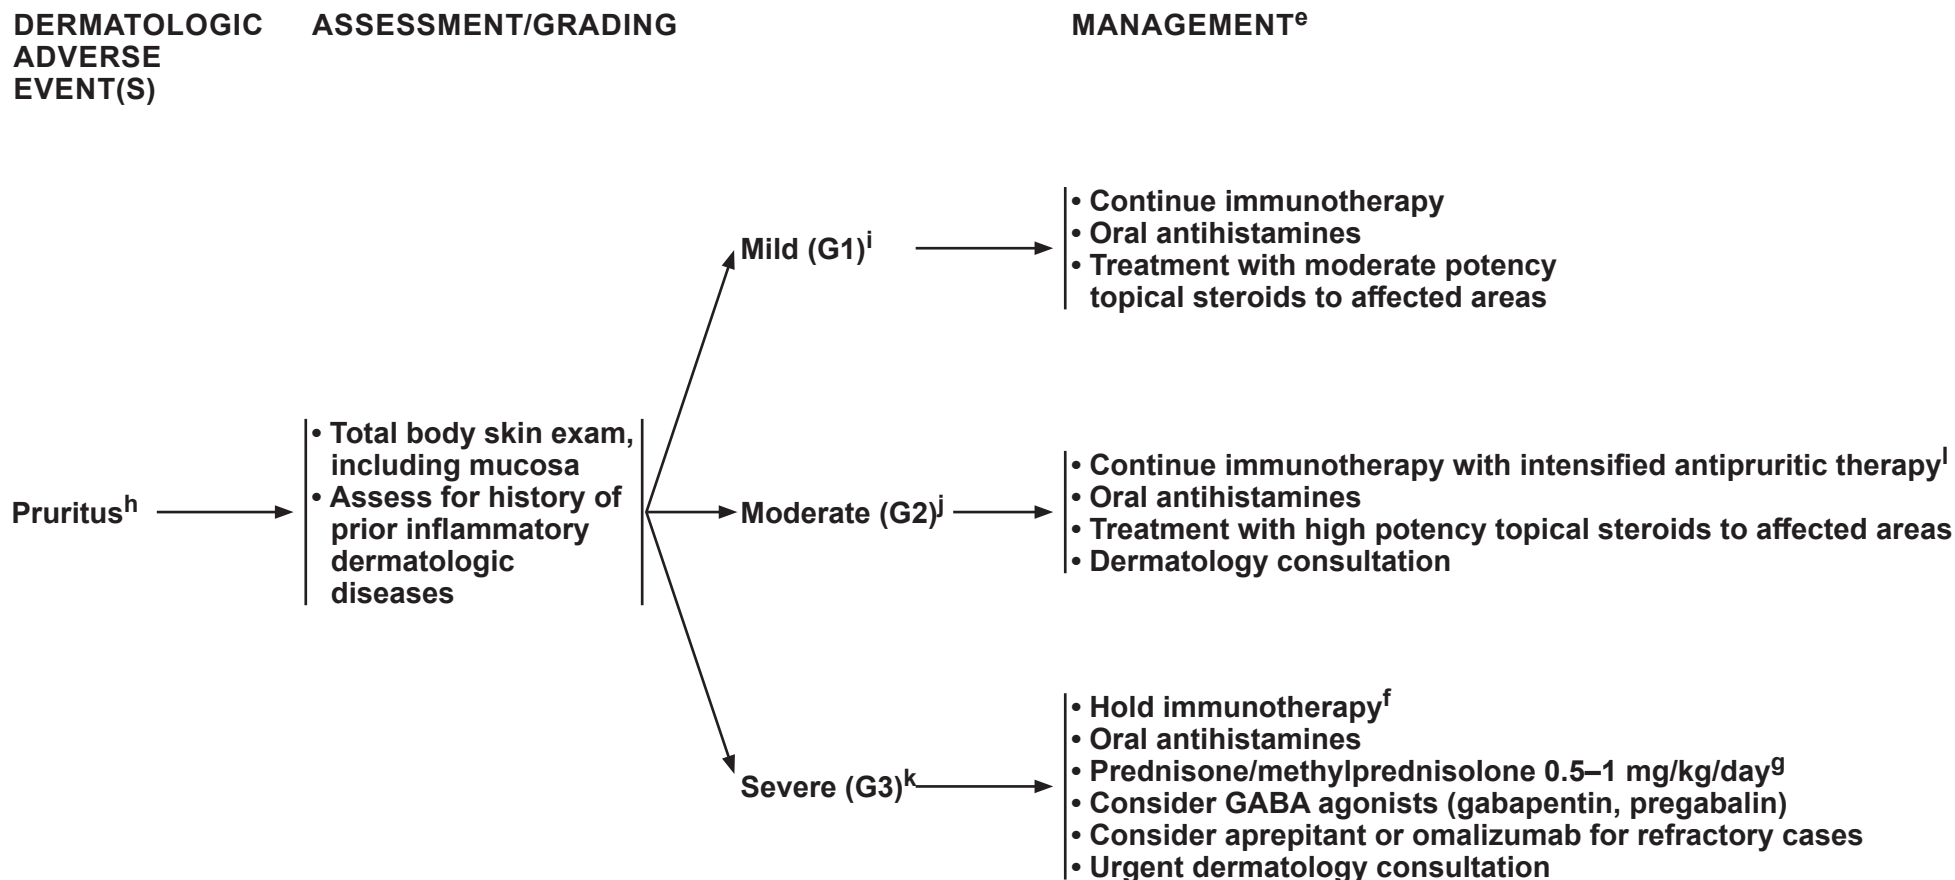 DERMATOLOGIC ADVERSE EVENT(S)
ASSESSMENT/GRADING
MANAGEMENTᵉ
Pruritusʰ
• Total body skin exam,
including mucosa
• Assess for history of
prior inflammatory
dermatologic
diseases
Mild (G1)ⁱ
• Continue immunotherapy
• Oral antihistamines
• Treatment with moderate potency
topical steroids to affected areas
Moderate (G2)ʲ
• Continue immunotherapy with intensified antipruritic therapyˡ
• Oral antihistamines
• Treatment with high potency topical steroids to affected areas
• Dermatology consultation
Severe (G3)ᵏ
• Hold immunotherapyᶠ
• Oral antihistamines
• Prednisone/methylprednisolone 0.5–1 mg/kg/dayᵍ
• Consider GABA agonists (gabapentin, pregabalin)
• Consider aprepitant or omalizumab for refractory cases
• Urgent dermatology consultation